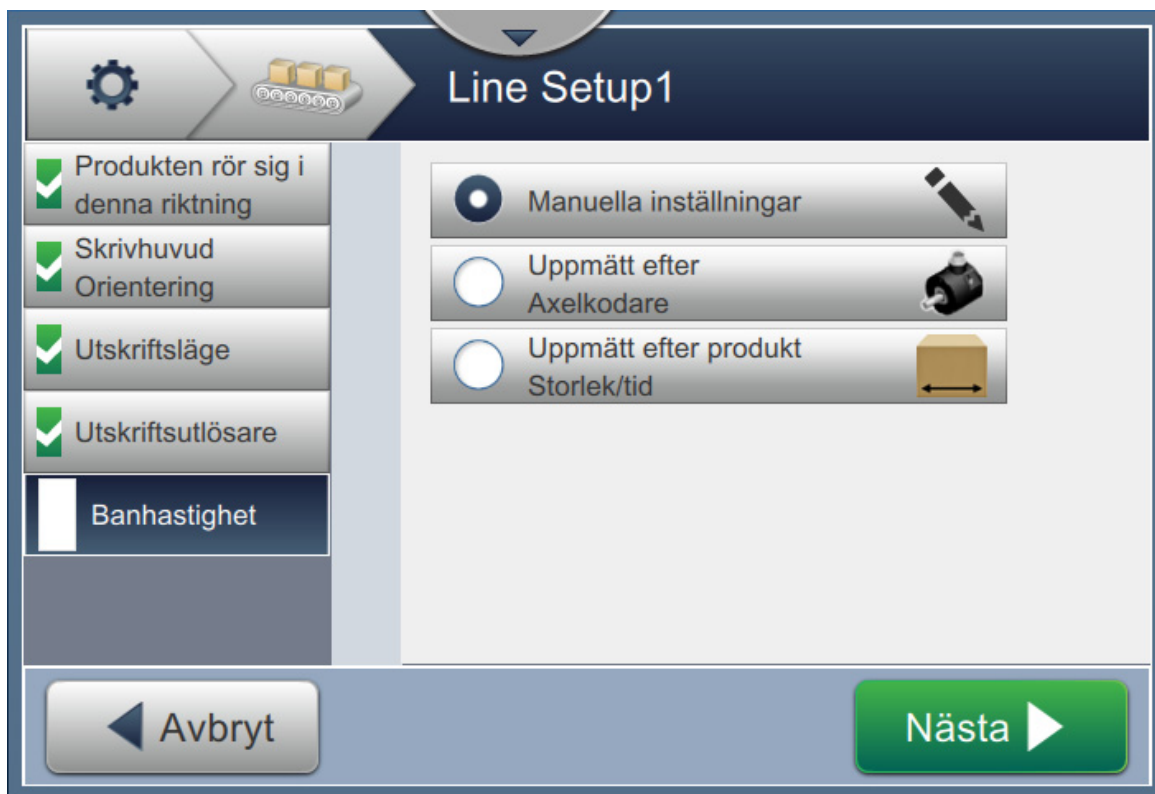 Line Setup1
Produkten rör sig i
denna riktning
Skrivhuvud
Orientering
Utskriftsläge
Utskriftsutlösare
Banhastighet
Manuella inställningar
Uppmätt efter
Axelkodare
Uppmätt efter produkt
Storlek/tid
Avbryt
Nästa